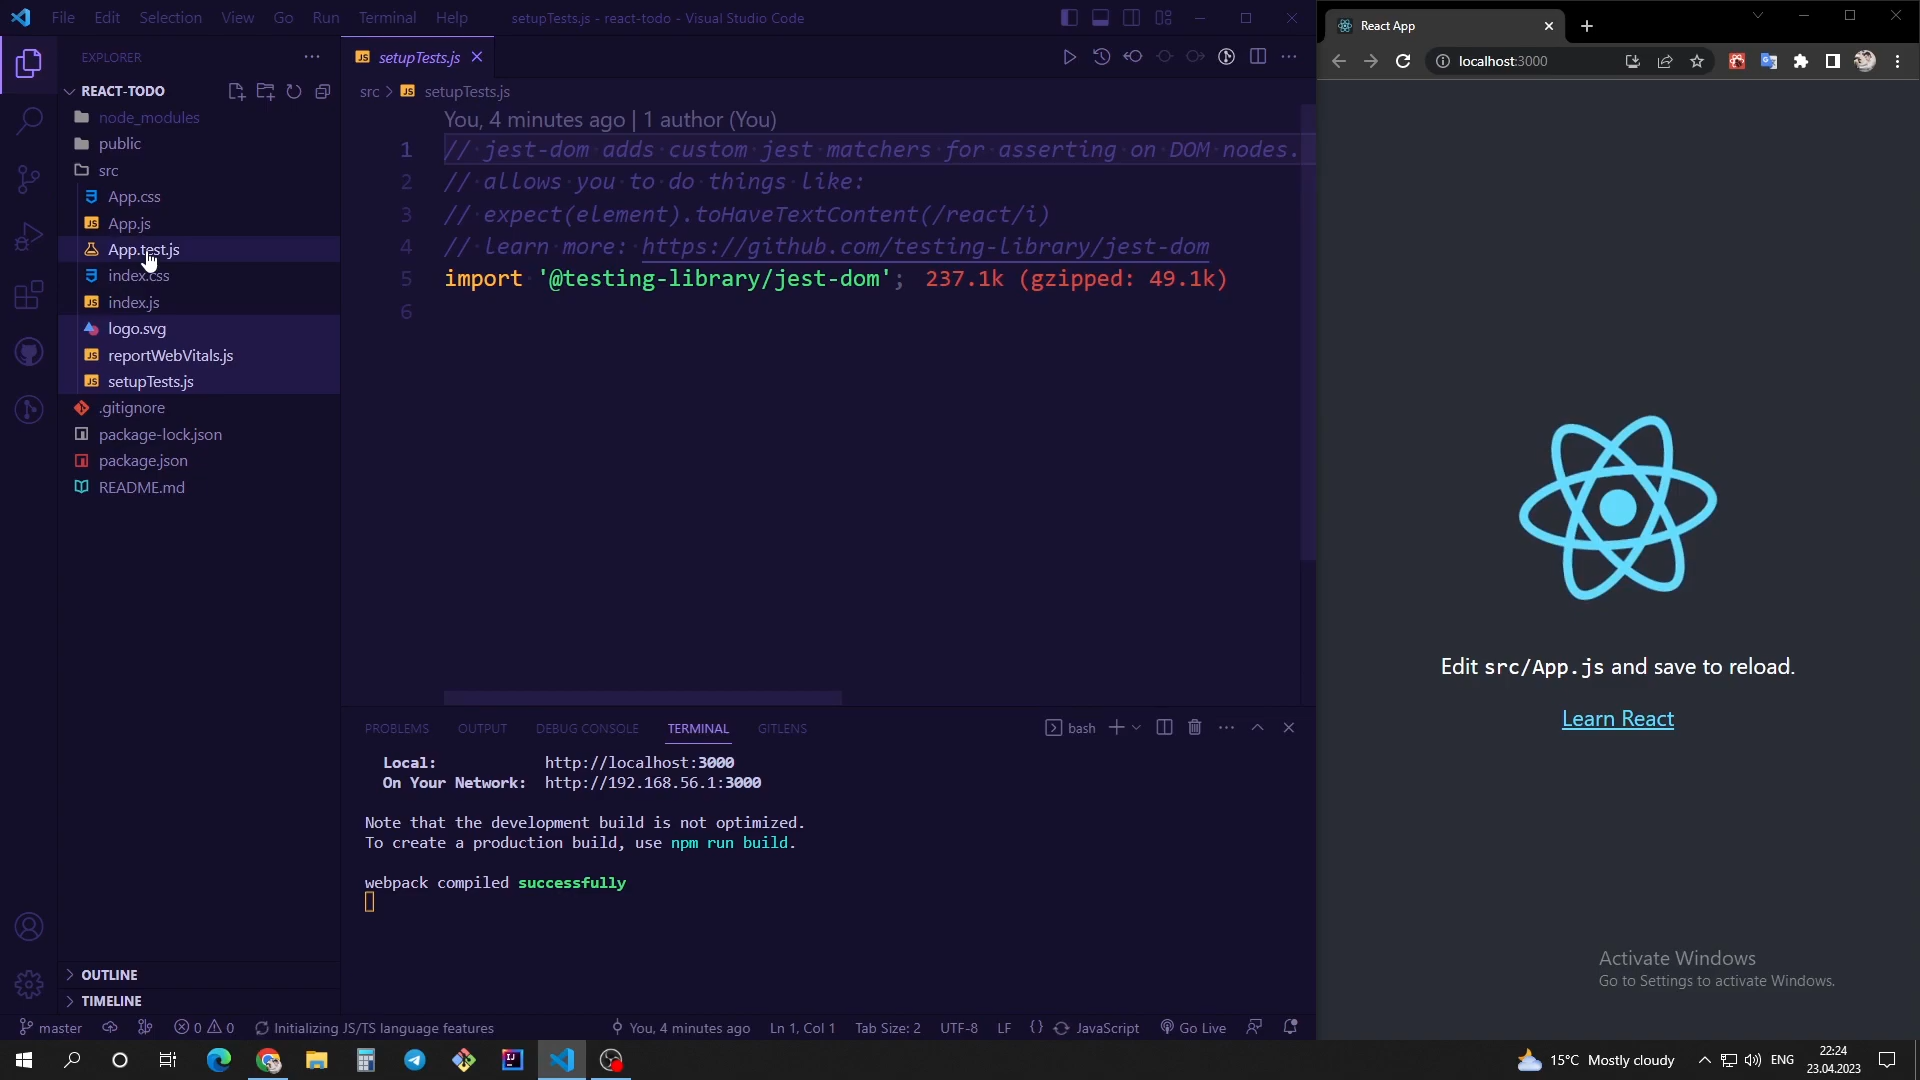 File Edit Selection View Go Run Terminal Help
setupTests.js - react-todo - Visual Studio Code
EXPLORER
REACT-TODO
node_modules
public
src
App.css
App.js
App.test.js
index.css
index.js
logo.svg
reportWebVitals.js
setupTests.js
.gitignore
package-lock.json
package.json
README.md
OUTLINE
TIMELINE
JS setupTests.js
src > JS setupTests.js
You, 4 minutes ago | 1 author (You)
1 // jest-dom adds custom jest matchers for asserting on DOM nodes.
2 // allows you to do things like:
3 // expect(element).toHaveTextContent(/react/i)
4 // learn more: https://github.com/testing-library/jest-dom
5 import '@testing-library/jest-dom'; 237.1k (gzipped: 49.1k)
6
PROBLEMS OUTPUT DEBUG CONSOLE TERMINAL GITLENS
bash
Local: http://localhost:3000
On Your Network: http://192.168.56.1:3000
Note that the development build is not optimized.
To create a production build, use npm run build.
webpack compiled successfully
master 0 0 Initializing JS/TS language features You, 4 minutes ago Ln 1, Col 1 Tab Size: 2 UTF-8 LF {} JavaScript Go Live
React App
localhost:3000
Edit src/App.js and save to reload.
Learn React
Activate Windows
Go to Settings to activate Windows.
15°C Mostly cloudy ENG 22:24
23.04.2023